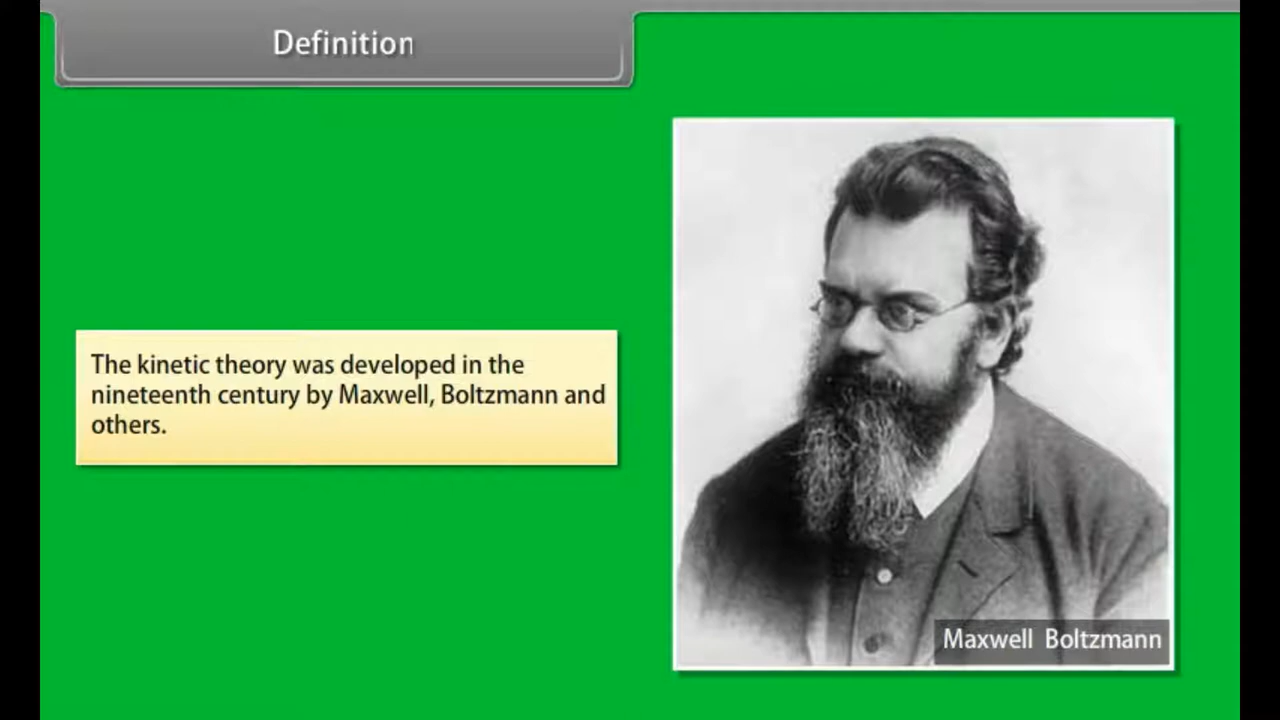 Definition
The kinetic theory was developed in the
nineteenth century by Maxwell, Boltzmann and
others.
Maxwell Boltzmann